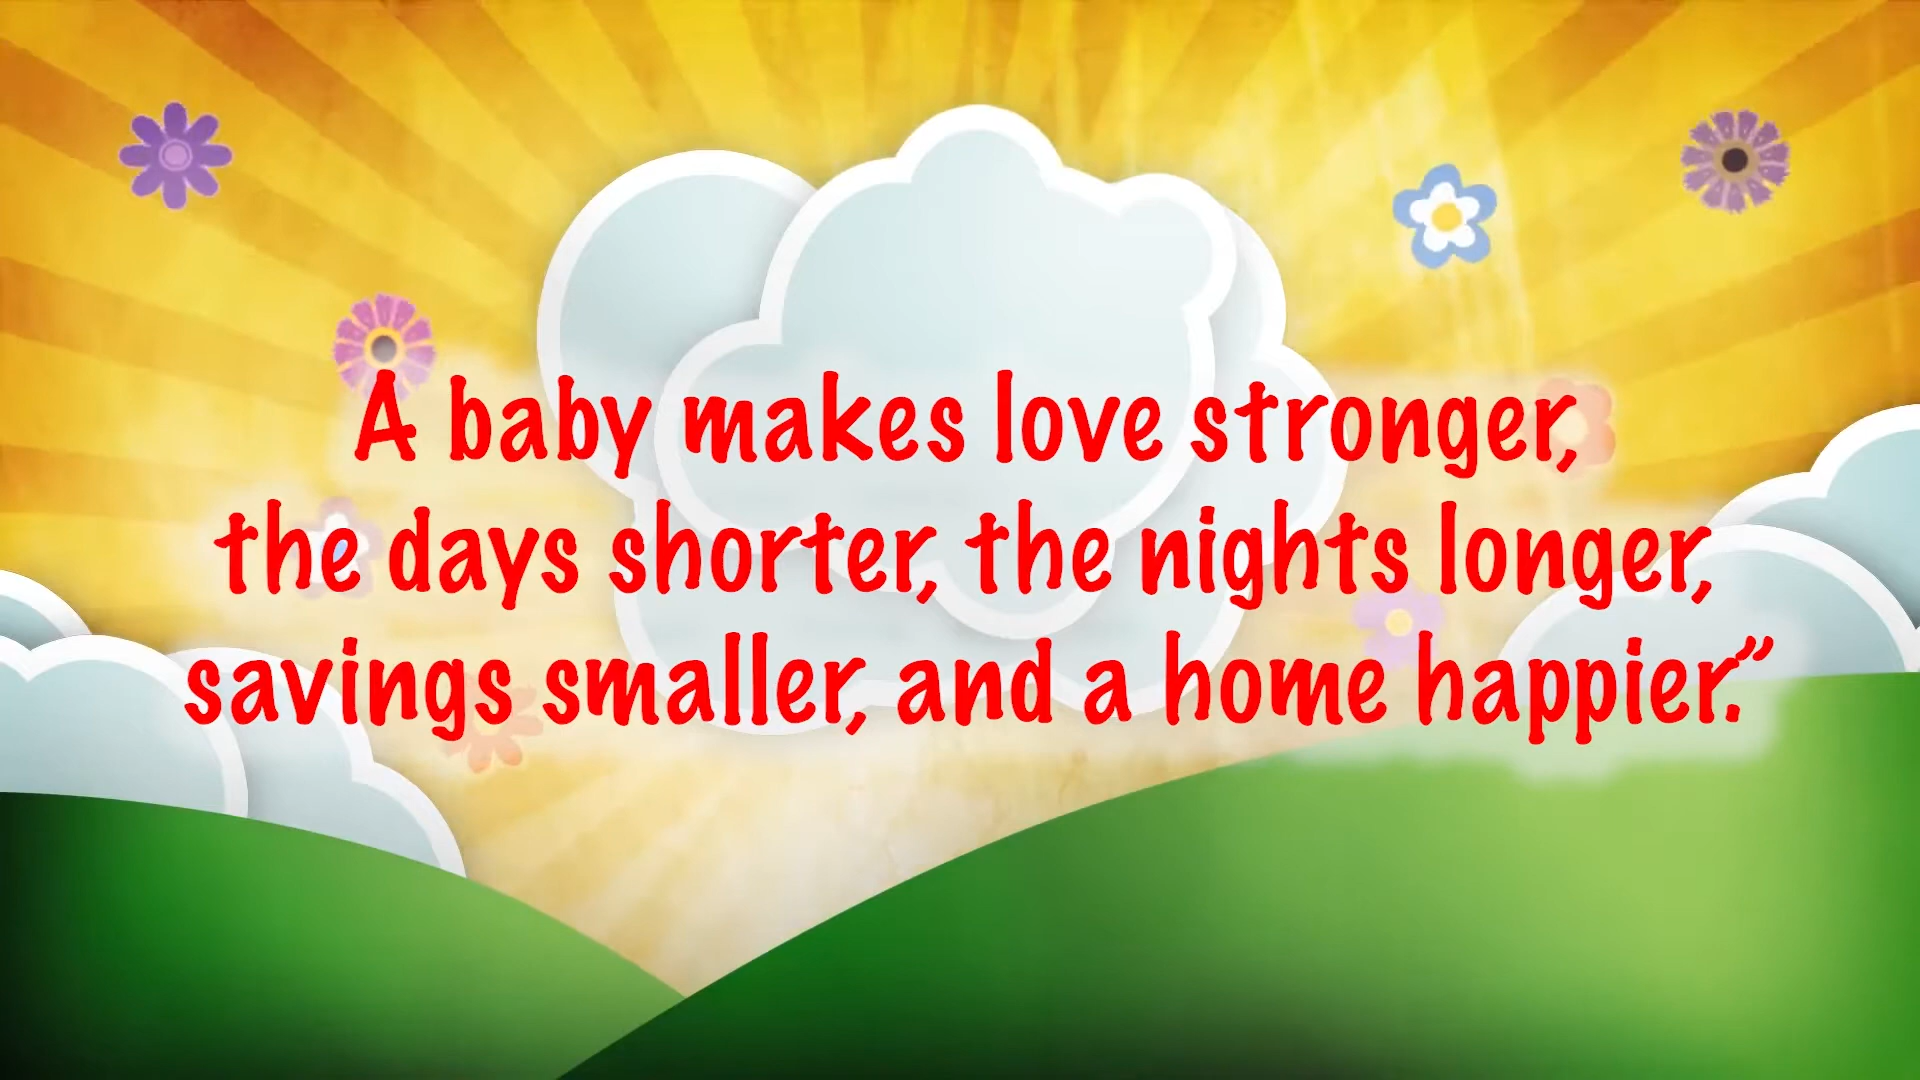 A baby makes love stronger,
the days shorter, the nights longer,
savings smaller, and a home happier.”